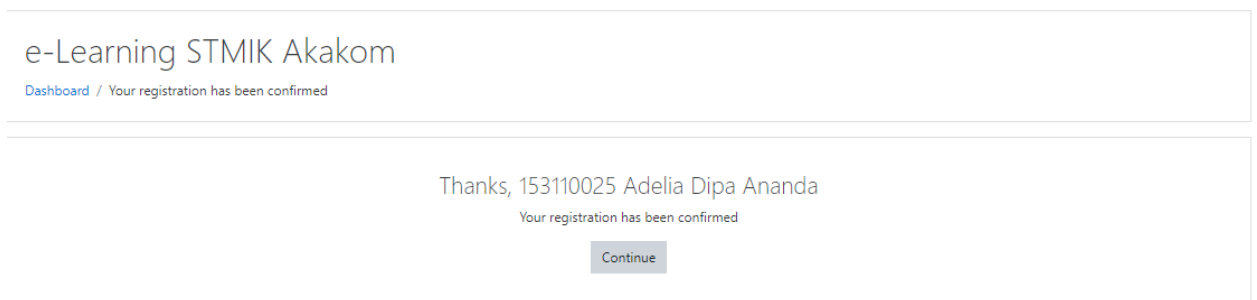 e-Learning STMIK Akakom
Dashboard / Your registration has been confirmed
Thanks, 153110025 Adelia Dipa Ananda
Your registration has been confirmed
Continue